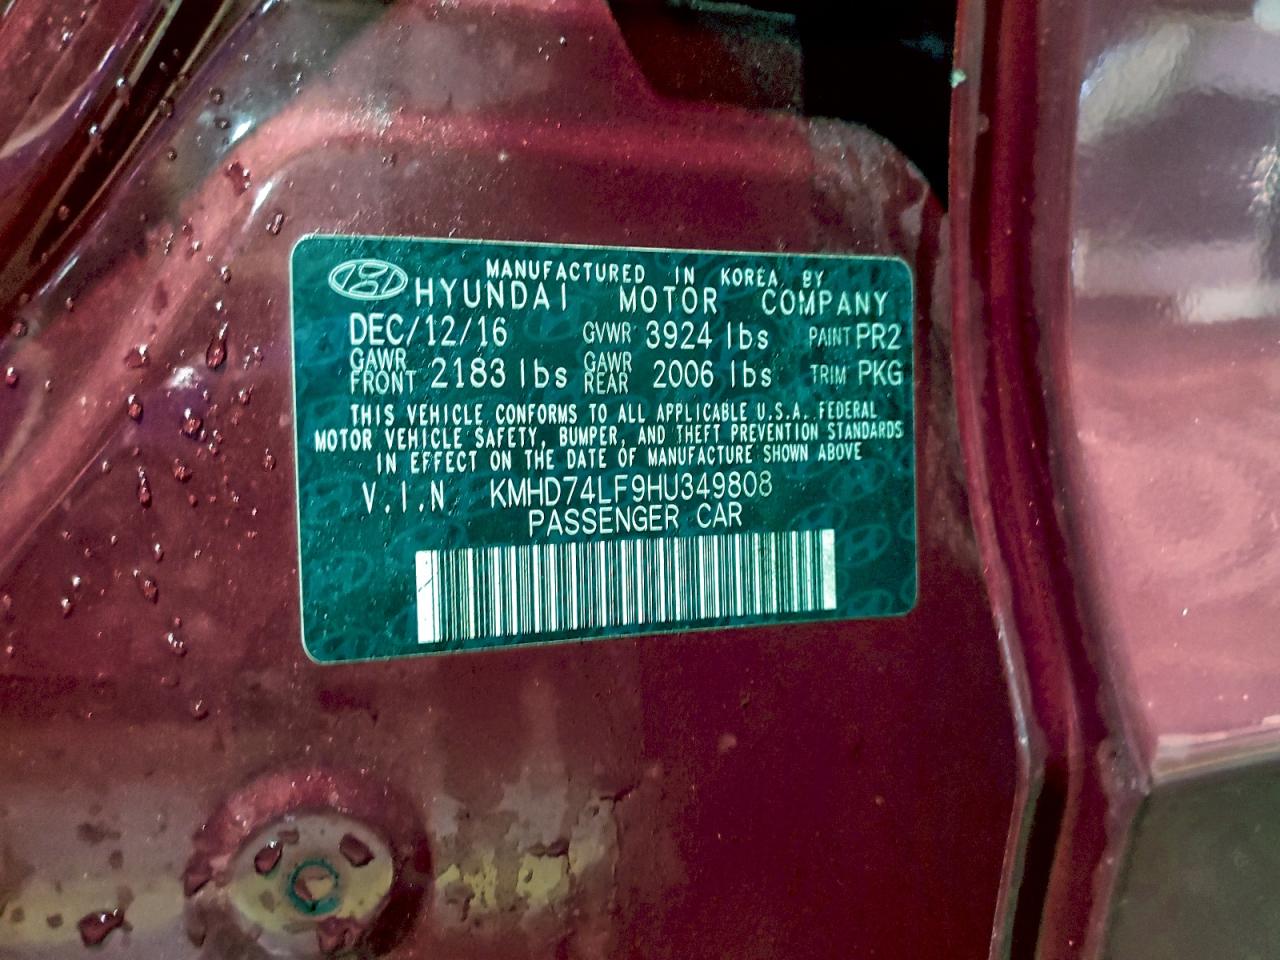 MANUFACTURED IN KOREA BY
HYUNDAI MOTOR COMPANY
DEC/12/16 GVWR 3924 lbs PAINT PR2
GAWR FRONT 2183 lbs GAWR REAR 2006 lbs TRIM PKG
THIS VEHICLE CONFORMS TO ALL APPLICABLE U.S.A. FEDERAL
MOTOR VEHICLE SAFETY, BUMPER, AND THEFT PREVENTION STANDARDS
IN EFFECT ON THE DATE OF MANUFACTURE SHOWN ABOVE
V.I.N KMHD74LF9HU349808
PASSENGER CAR